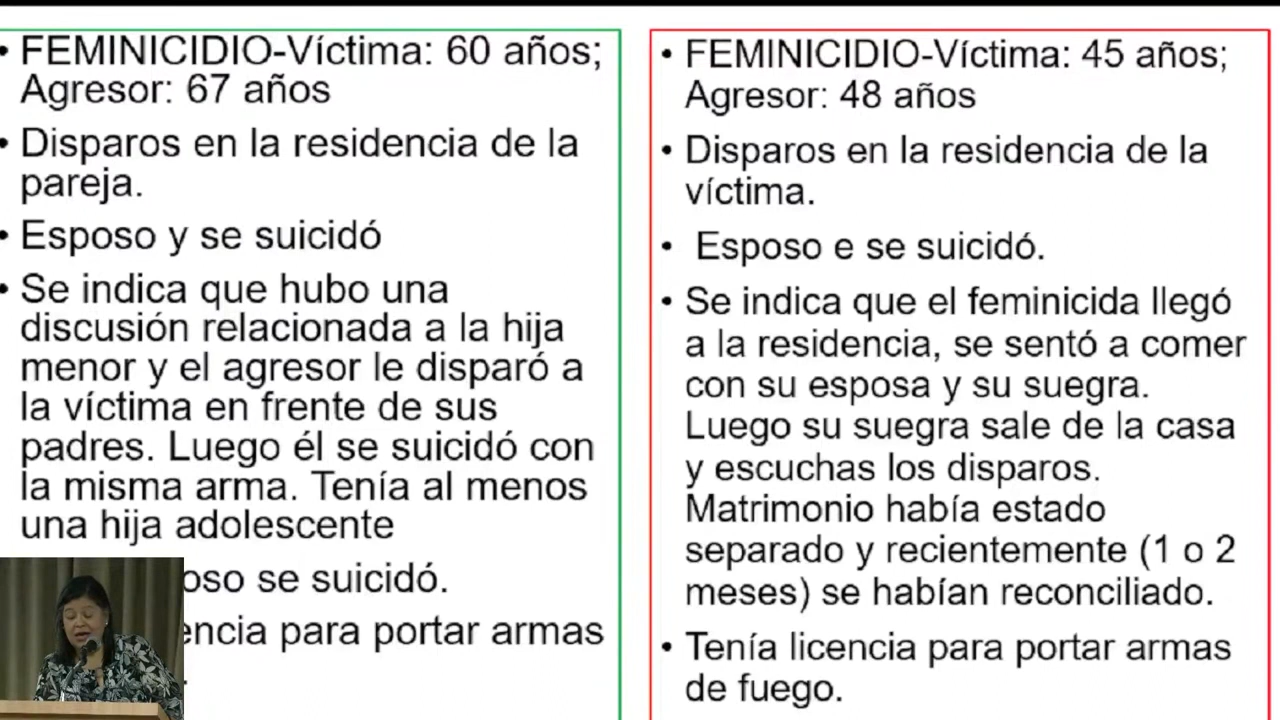 • FEMINICIDIO-Víctima: 60 años;
Agresor: 67 años
• Disparos en la residencia de la
pareja.
• Esposo y se suicidó
• Se indica que hubo una
discusión relacionada a la hija
menor y el agresor le disparó a
la víctima en frente de sus
padres. Luego él se suicidó con
la misma arma. Tenía al menos
una hija adolescente
oso se suicidó.
encia para portar armas
.
• FEMINICIDIO-Víctima: 45 años;
Agresor: 48 años
• Disparos en la residencia de la
víctima.
• Esposo e se suicidó.
• Se indica que el feminicida llegó
a la residencia, se sentó a comer
con su esposa y su suegra.
Luego su suegra sale de la casa
y escuchas los disparos.
Matrimonio había estado
separado y recientemente (1 o 2
meses) se habían reconciliado.
• Tenía licencia para portar armas
de fuego.